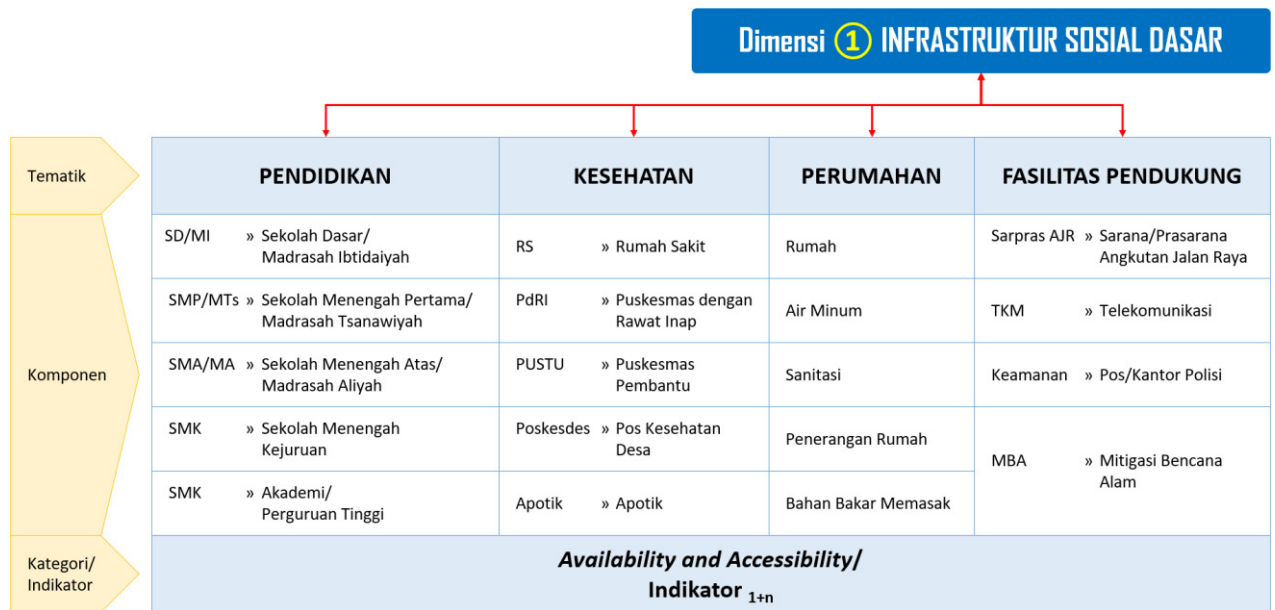 Dimensi 1 INFRASTRUKTUR SOSIAL DASAR
Tematik
PENDIDIKAN
KESEHATAN
PERUMAHAN
FASILITAS PENDUKUNG
Komponen
SD/MI » Sekolah Dasar/
Madrasah Ibtidaiyah
RS » Rumah Sakit
Rumah
Sarpras AJR » Sarana/Prasarana
Angkutan Jalan Raya
SMP/MTs » Sekolah Menengah Pertama/
Madrasah Tsanawiyah
PdRI » Puskesmas dengan
Rawat Inap
Air Minum
TKM » Telekomunikasi
SMA/MA » Sekolah Menengah Atas/
Madrasah Aliyah
PUSTU » Puskesmas
Pembantu
Sanitasi
Keamanan » Pos/Kantor Polisi
SMK » Sekolah Menengah
Kejuruan
Poskesdes » Pos Kesehatan
Desa
Penerangan Rumah
MBA » Mitigasi Bencana
Alam
SMK » Akademi/
Perguruan Tinggi
Apotik » Apotik
Bahan Bakar Memasak
Kategori/
Indikator
Availability and Accessibility/
Indikator 1+n